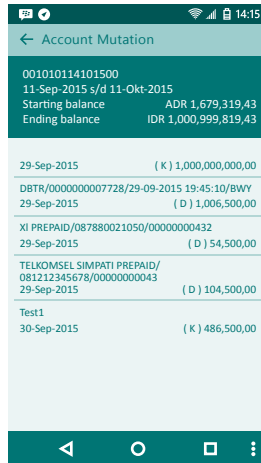 14:15
← Account Mutation
001010114101500
11-Sep-2015 s/d 11-Okt-2015
Starting balance ADR 1,679,319,43
Ending balance IDR 1,000,999,819,43
29-Sep-2015 ( K ) 1,000,000,000,00
DBTR/0000000007728/29-09-2015 19:45:10/BWY
29-Sep-2015 ( D ) 1,006,500,00
Xl PREPAID/087880021050/00000000432
29-Sep-2015 ( D ) 54,500,00
TELKOMSEL SIMPATI PREPAID/
081212345678/00000000043
29-Sep-2015 ( D ) 104,500,00
Test1
30-Sep-2015 ( K ) 486,500,00